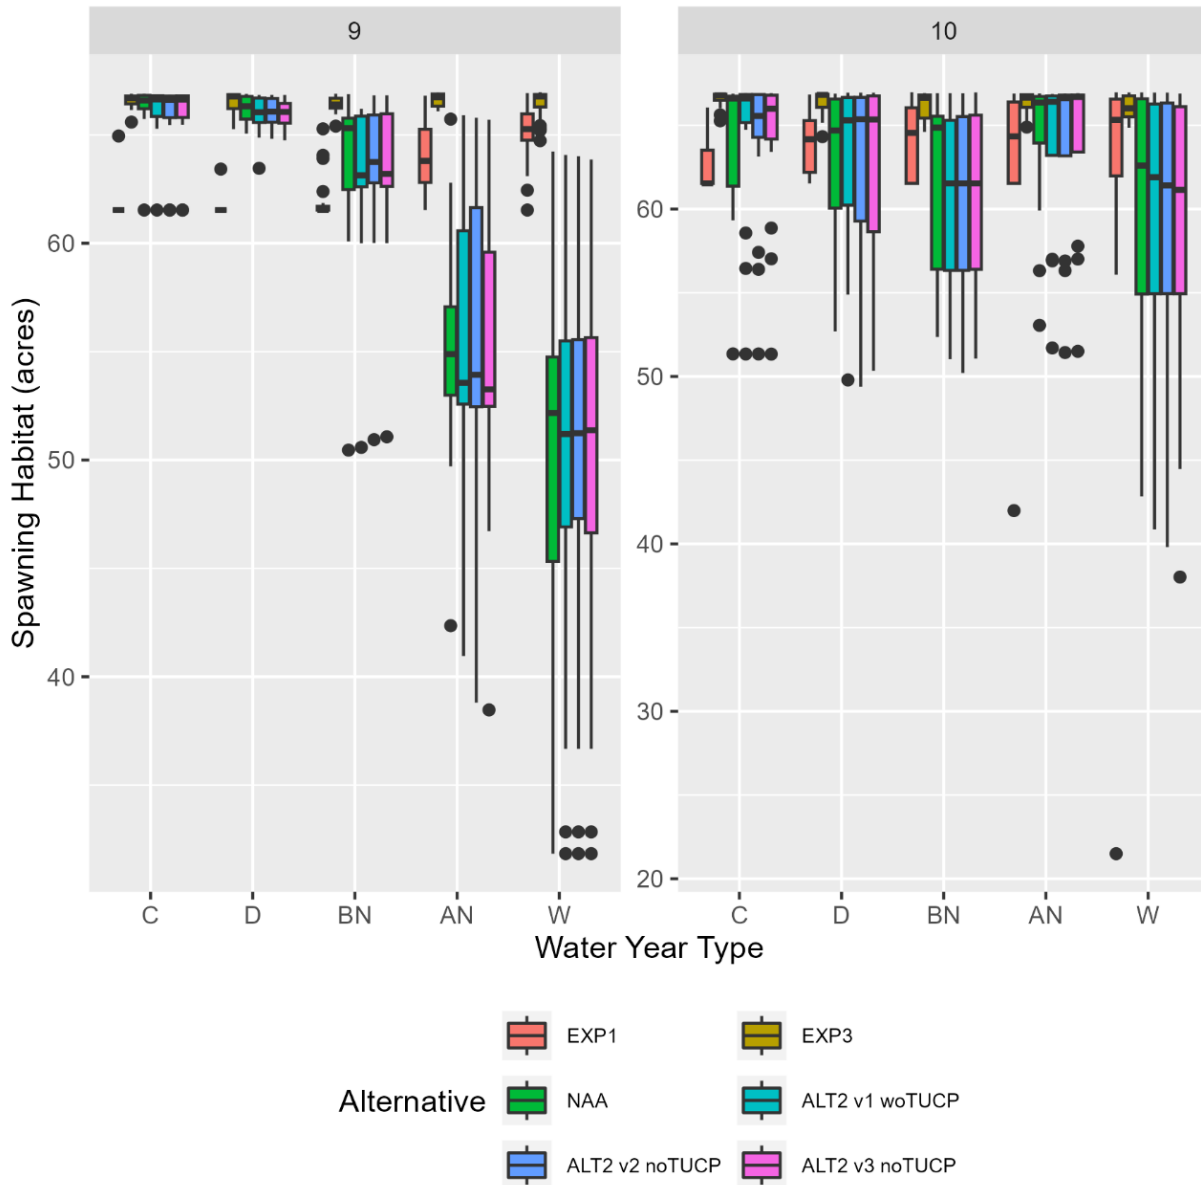 9
10
Spawning Habitat (acres)
60
50
40
60
50
40
30
20
C D BN AN W
C D BN AN W
Water Year Type
Alternative
EXP1
EXP3
NAA
ALT2 v1 woTUCP
ALT2 v2 noTUCP
ALT2 v3 noTUCP